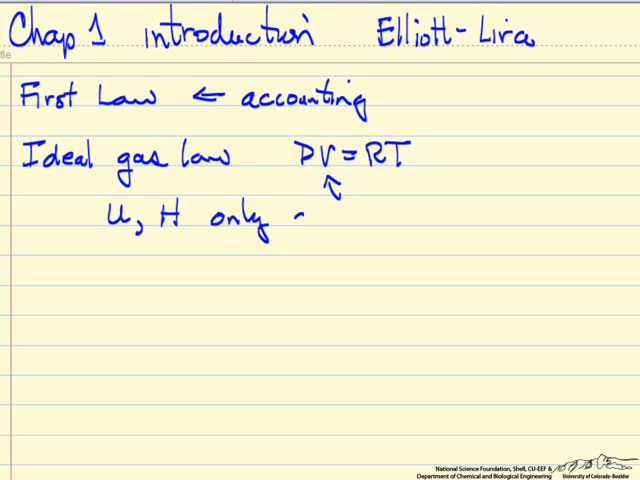 Chap 1 introduction Elliott-Lira
tle
First Law ← accounting
Ideal gas law PV = RT
U, H only
National Science Foundation, Shell, CU-EEF &
Department of Chemical and Biological Engineering
University of Colorado-Boulder